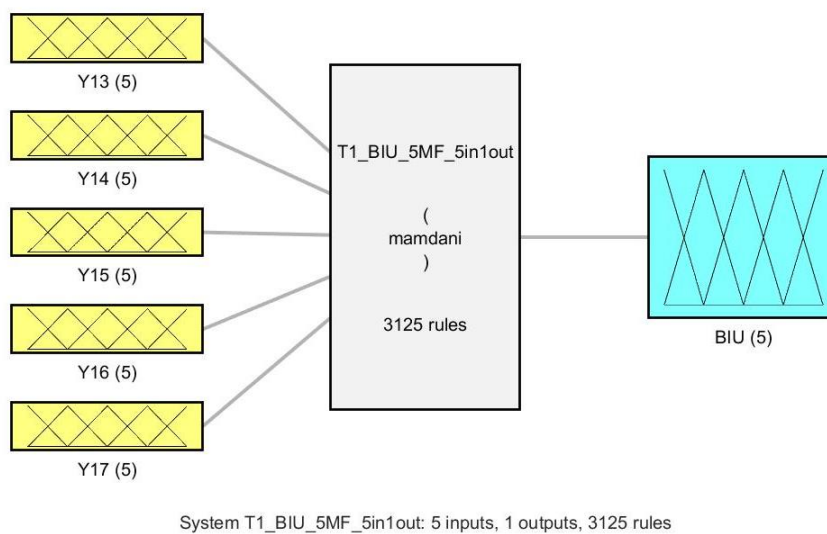 Y13 (5)
Y14 (5)
Y15 (5)
Y16 (5)
Y17 (5)
T1_BIU_5MF_5in1out
(
mamdani
)
3125 rules
BIU (5)
System T1_BIU_5MF_5in1out: 5 inputs, 1 outputs, 3125 rules